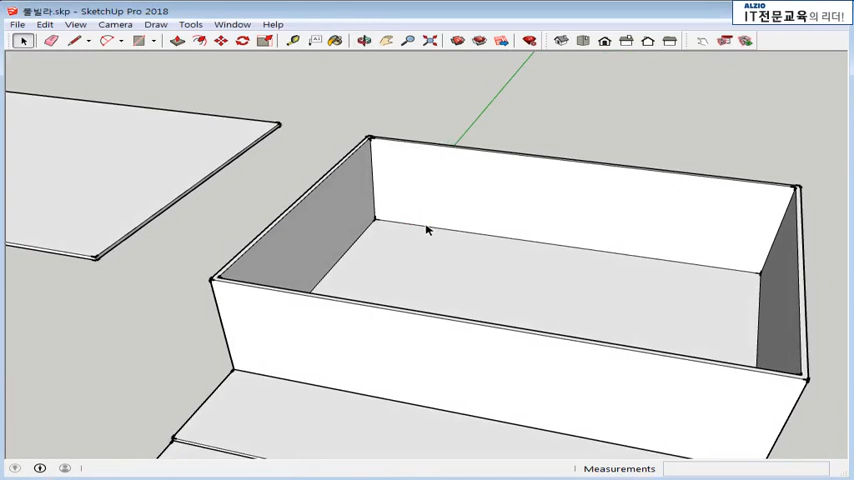 풀빌라.skp - SketchUp Pro 2018
ALZIO
IT전문교육의 리더!
File Edit View Camera Draw Tools Window Help
Measurements